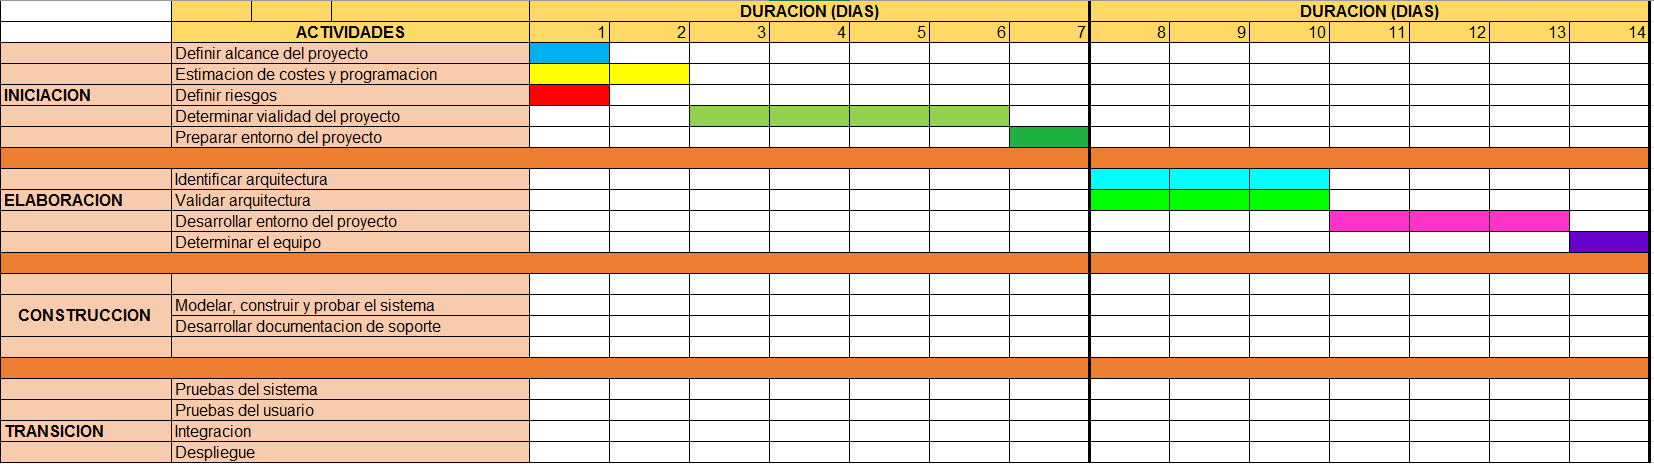 DURACION (DIAS) DURACION (DIAS)
ACTIVIDADES 1 2 3 4 5 6 7 8 9 10 11 12 13 14
Definir alcance del proyecto
Estimacion de costes y programacion
INICIACION Definir riesgos
Determinar vialidad del proyecto
Preparar entorno del proyecto
Identificar arquitectura
ELABORACION Validar arquitectura
Desarrollar entorno del proyecto
Determinar el equipo
CONSTRUCCION
Modelar, construir y probar el sistema
Desarrollar documentacion de soporte
Pruebas del sistema
Pruebas del usuario
TRANSICION Integracion
Despliegue